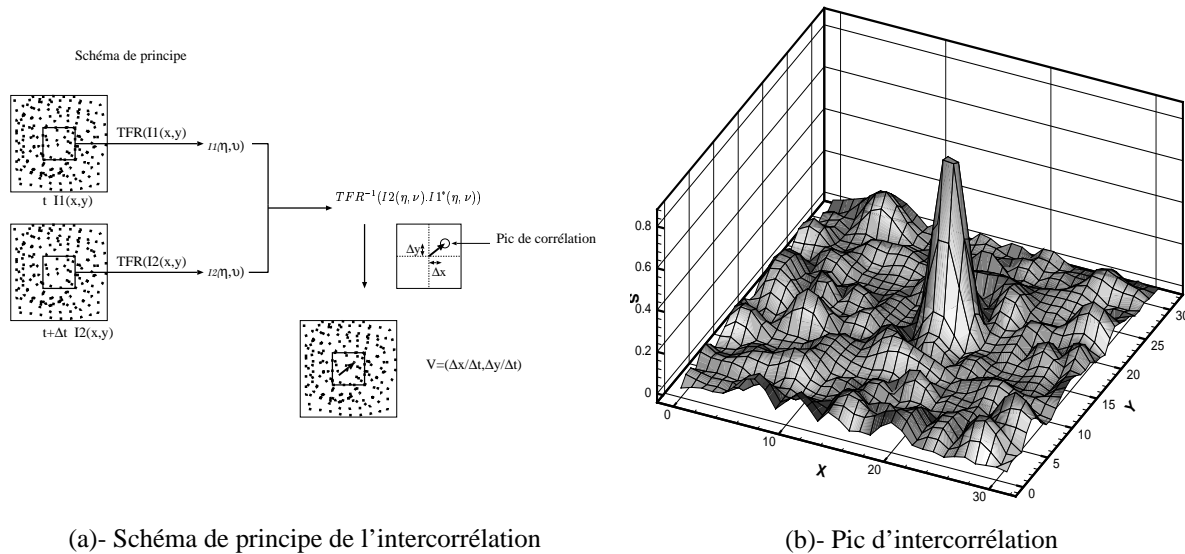 Schéma de principe
TFR(I1(x,y)
I1(η,υ)
t I1(x,y)
TFR^{-1}(I2(η, ν).I1*(η, ν))
Δy
Δx
Pic de corrélation
TFR(I2(x,y)
I2(η,υ)
t+Δt I2(x,y)
V=(Δx/Δt,Δy/Δt)
(a)- Schéma de principe de l'intercorrélation
S
0.8
0.6
0.4
0.2
0
0
10
20
30
X
0
5
10
15
20
25
30
Y
(b)- Pic d'intercorrélation